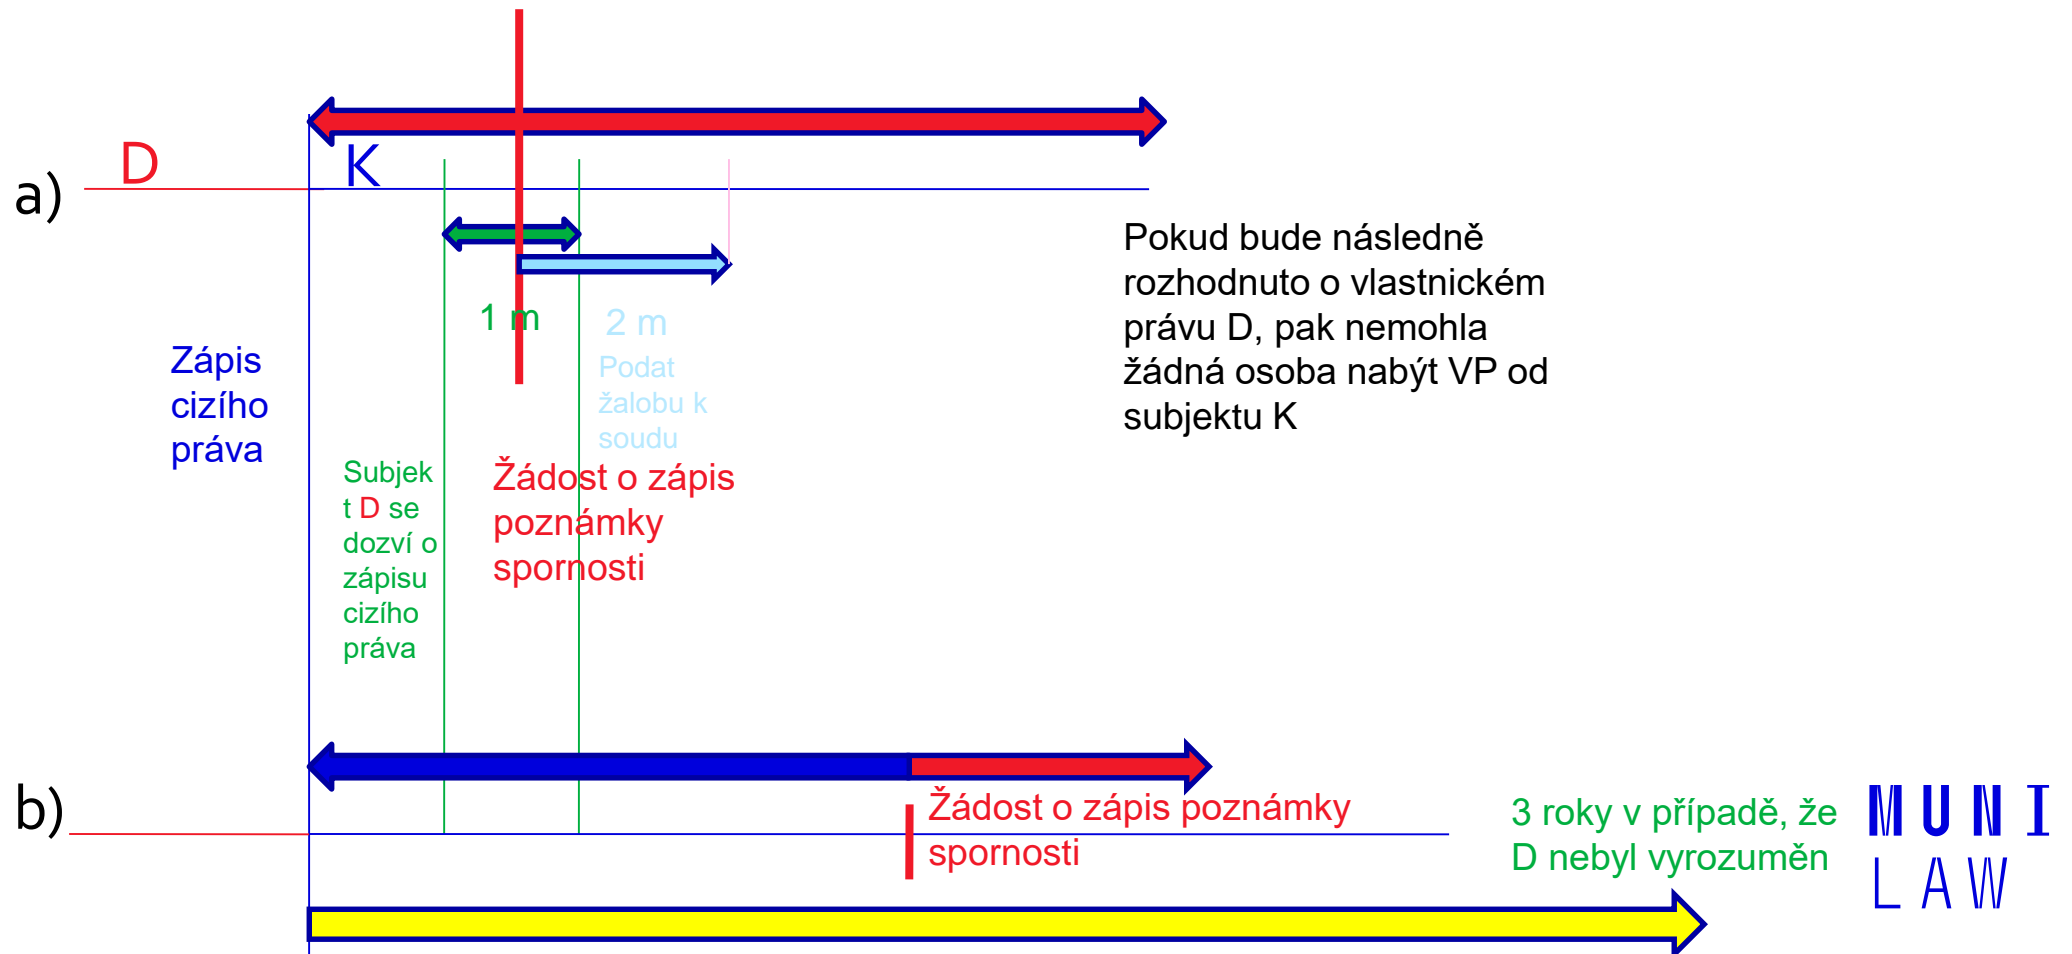 D
K
a)
Pokud bude následně
rozhodnuto o vlastnickém
právu D, pak nemohla
žádná osoba nabýt VP od
subjektu K
1 m
2 m
Podat
žalobu k
soudu
Zápis
cizího
práva
Subjek
t D se
dozví o
zápisu
cizího
práva
Žádost o zápis
poznámky
spornosti
b)
Žádost o zápis poznámky
spornosti
3 roky v případě, že
D nebyl vyrozuměn
MUNI
LAW